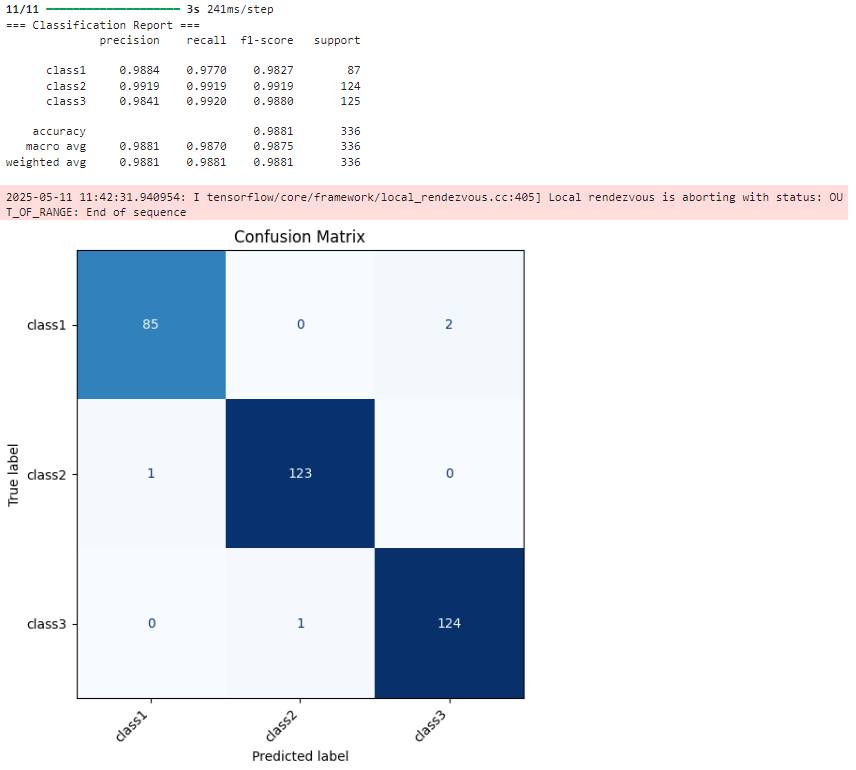 11/11 ━━━━━━━━━━━━━━━━━━━━ 3s 241ms/step
=== Classification Report ===
              precision    recall  f1-score   support

      class1     0.9884    0.9770    0.9827        87
      class2     0.9919    0.9919    0.9919       124
      class3     0.9841    0.9920    0.9880       125

    accuracy                         0.9881       336
   macro avg     0.9881    0.9870    0.9875       336
weighted avg     0.9881    0.9881    0.9881       336

2025-05-11 11:42:31.940954: I tensorflow/core/framework/local_rendezvous.cc:405] Local rendezvous is aborting with status: OU
T_OF_RANGE: End of sequence
Confusion Matrix
class1 85 0 2
class2 1 123 0
class3 0 1 124
True label
class1 class2 class3
Predicted label